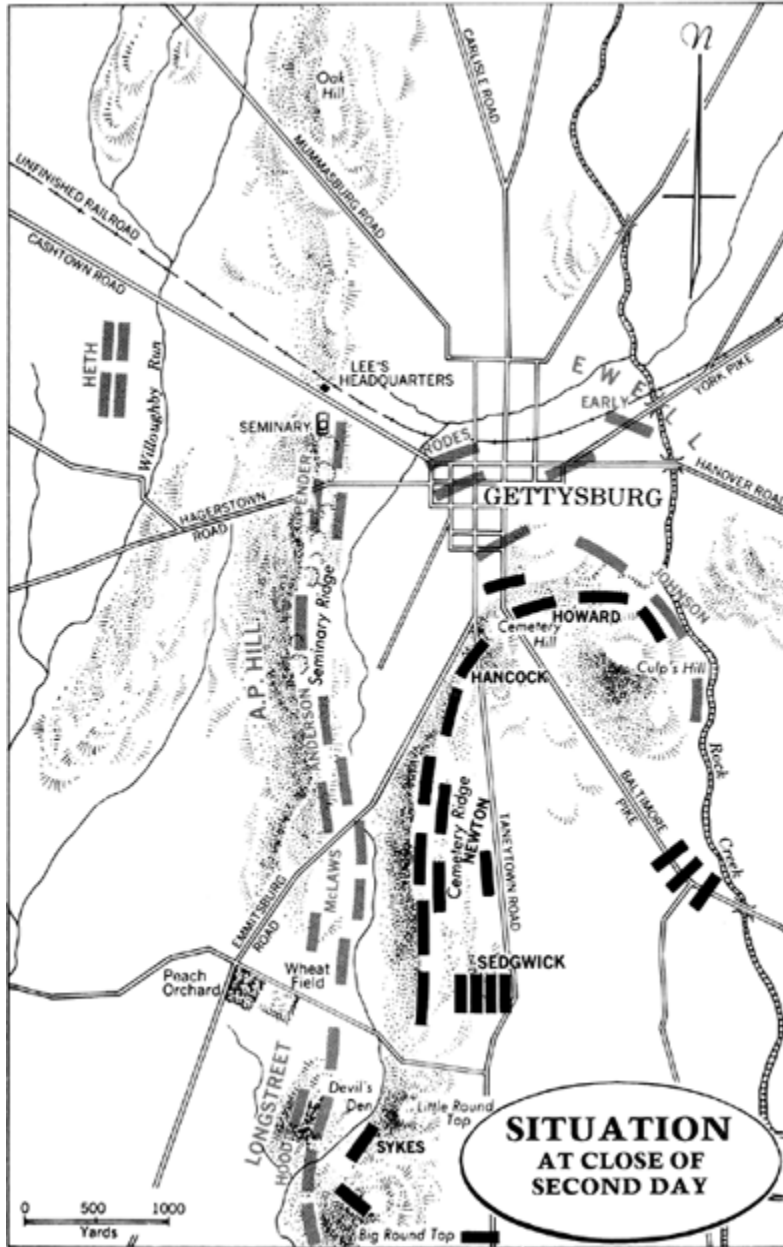 N
Oak
Hill
CARLISLE ROAD
MUMMASBURG ROAD
UNFINISHED RAILROAD
CASHTOWN ROAD
HETH
Willoughby Run
LEE'S
HEADQUARTERS
SEMINARY
EWELL
YORK PIKE
EARLY
RODES
HANOVER ROAD
GETTYSBURG
HAGERSTOWN
ROAD
PENDER
JOHNSON
HOWARD
Cemetery
Hill
Culp's Hill
HANCOCK
A.P. HILL
Seminary Ridge
ANDERSON
Cemetery Ridge
NEWTON
TANEYTOWN ROAD
BALTIMORE
PIKE
Rock
Creek
McLAWS
EMMITSBURG
ROAD
SEDGWICK
Peach
Orchard
Wheat
Field
LONGSTREET
HOOD
Devil's
Den
Little Round
Top
SYKES
Big Round Top
SITUATION
AT CLOSE OF
SECOND DAY
0 500 1000
Yards